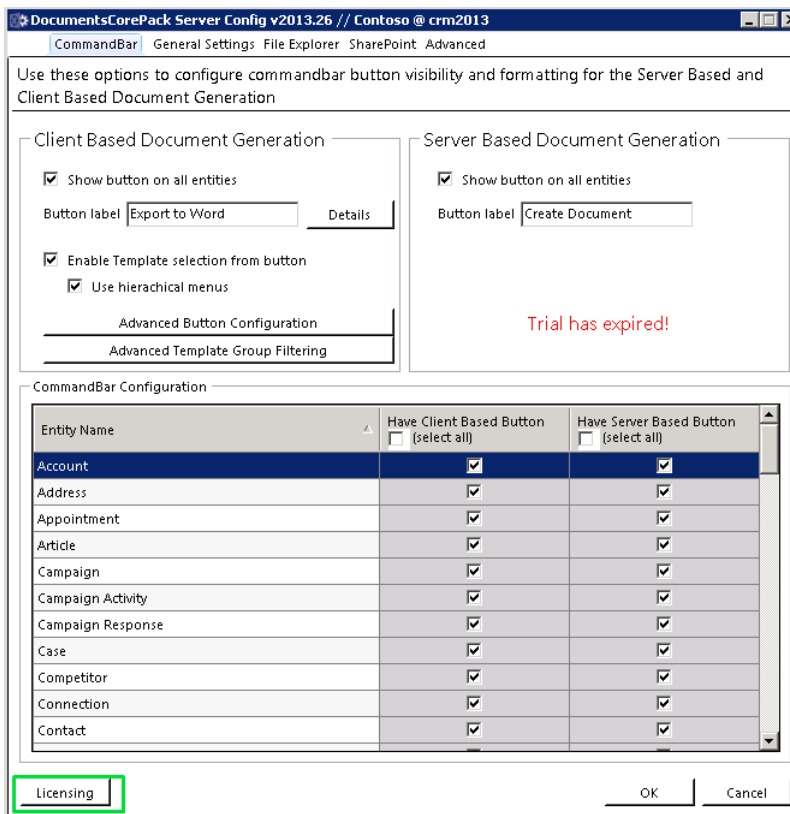 DocumentsCorePack Server Config v2013.26 // Contoso @ crm2013
CommandBar General Settings File Explorer SharePoint Advanced
Use these options to configure commandbar button visibility and formatting for the Server Based and
Client Based Document Generation
Client Based Document Generation
Show button on all entities
Button label Export to Word Details
Enable Template selection from button
Use hierachical menus
Advanced Button Configuration
Advanced Template Group Filtering
Server Based Document Generation
Show button on all entities
Button label Create Document
Trial has expired!
CommandBar Configuration
Entity Name
Have Client Based Button
(select all)
Have Server Based Button
(select all)
Account
Address
Appointment
Article
Campaign
Campaign Activity
Campaign Response
Case
Competitor
Connection
Contact
Licensing OK Cancel